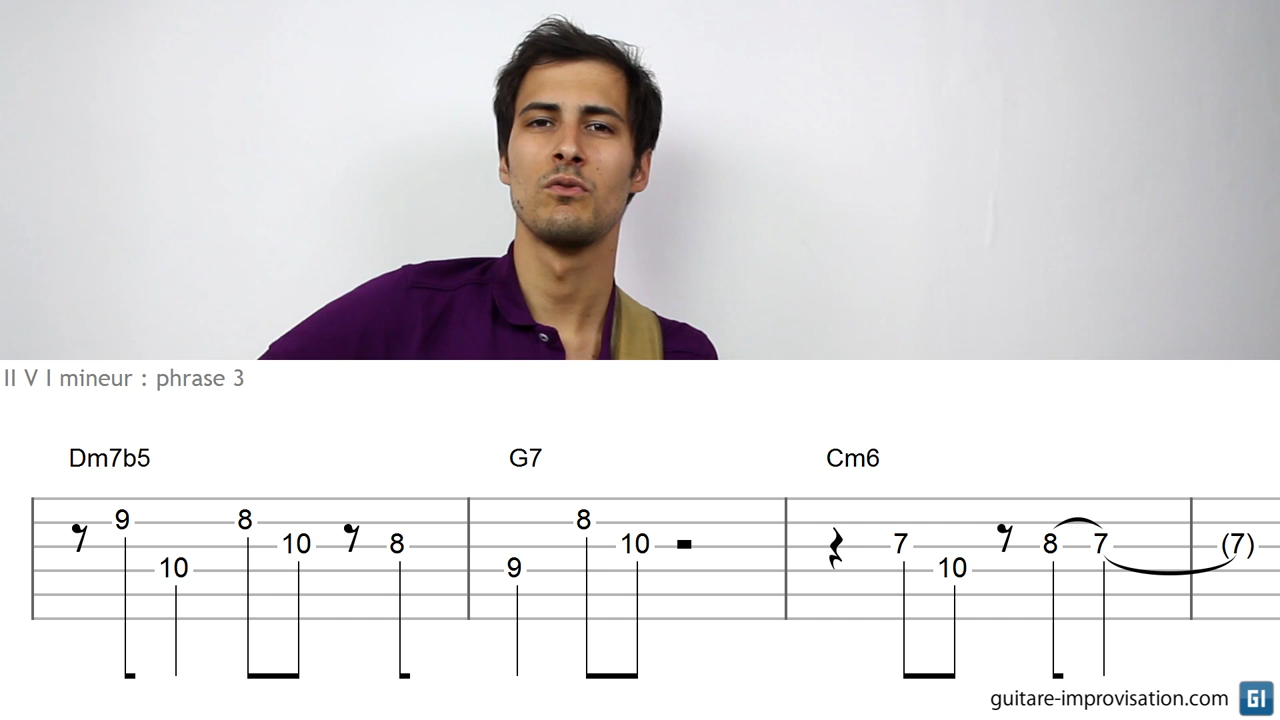 II V I mineur : phrase 3
Dm7b5 G7 Cm6
9 8 8 
10 10 8 10 7 8 7 (7)
10 9 10
guitare-improvisation.com GI